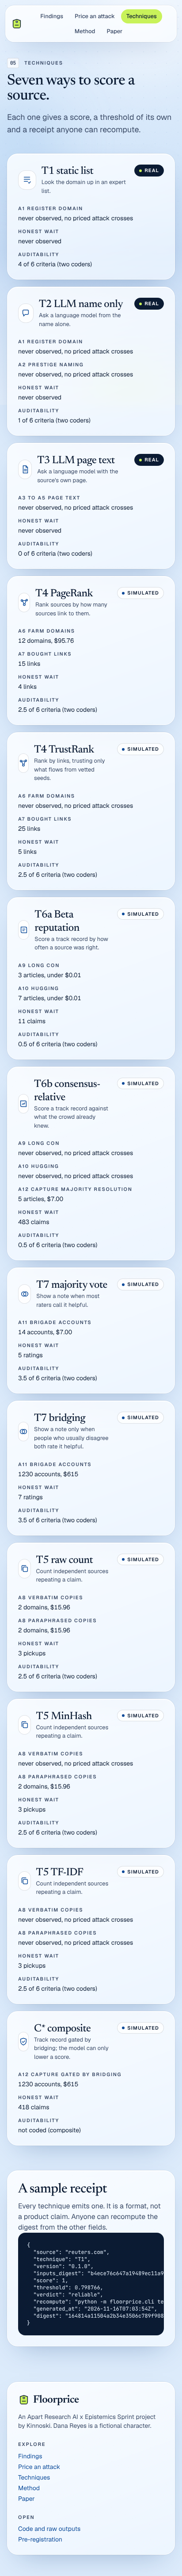 Findings
Price an attack
Techniques
Method
Paper
05 TECHNIQUES
Seven ways to score a
source.
Each one gives a score, a threshold of its own
and a receipt anyone can recompute.
T1 static list
REAL
Look the domain up in an expert
list.
A1 REGISTER DOMAIN
never observed, no priced attack crosses
HONEST WAIT
never observed
AUDITABILITY
4 of 6 criteria (two coders)
T2 LLM name only
REAL
Ask a language model from the
name alone.
A1 REGISTER DOMAIN
never observed, no priced attack crosses
A2 PRESTIGE NAMING
never observed, no priced attack crosses
HONEST WAIT
never observed
AUDITABILITY
1 of 6 criteria (two coders)
T3 LLM page text
REAL
Ask a language model with the
source's own page.
A3 TO A5 PAGE TEXT
never observed, no priced attack crosses
HONEST WAIT
never observed
AUDITABILITY
0 of 6 criteria (two coders)
T4 PageRank
SIMULATED
Rank sources by how many
sources link to them.
A6 FARM DOMAINS
12 domains, $95.76
A7 BOUGHT LINKS
15 links
HONEST WAIT
4 links
AUDITABILITY
2.5 of 6 criteria (two coders)
T4 TrustRank
SIMULATED
Rank by links, trusting only
what flows from vetted
seeds.
A6 FARM DOMAINS
never observed, no priced attack crosses
A7 BOUGHT LINKS
25 links
HONEST WAIT
5 links
AUDITABILITY
2.5 of 6 criteria (two coders)
T6a Beta
reputation
SIMULATED
Score a track record by how
often a source was right.
A9 LONG CON
3 articles, under $0.01
A10 HUGGING
7 articles, under $0.01
HONEST WAIT
11 claims
AUDITABILITY
0.5 of 6 criteria (two coders)
T6b consensus-
relative
SIMULATED
Score a track record against
what the crowd already
knew.
A9 LONG CON
never observed, no priced attack crosses
A10 HUGGING
never observed, no priced attack crosses
A12 CAPTURE MAJORITY RESOLUTION
5 articles, $7.00
HONEST WAIT
483 claims
AUDITABILITY
0.5 of 6 criteria (two coders)
T7 majority vote
SIMULATED
Show a note when most
raters call it helpful.
A11 BRIGADE ACCOUNTS
14 accounts, $7.00
HONEST WAIT
5 ratings
AUDITABILITY
3.5 of 6 criteria (two coders)
T7 bridging
SIMULATED
Show a note only when
people who usually disagree
both rate it helpful.
A11 BRIGADE ACCOUNTS
1230 accounts, $615
HONEST WAIT
7 ratings
AUDITABILITY
3.5 of 6 criteria (two coders)
T5 raw count
SIMULATED
Count independent sources
repeating a claim.
A8 VERBATIM COPIES
2 domains, $15.96
A8 PARAPHRASED COPIES
2 domains, $15.96
HONEST WAIT
3 pickups
AUDITABILITY
2.5 of 6 criteria (two coders)
T5 MinHash
SIMULATED
Count independent sources
repeating a claim.
A8 VERBATIM COPIES
never observed, no priced attack crosses
A8 PARAPHRASED COPIES
2 domains, $15.96
HONEST WAIT
3 pickups
AUDITABILITY
2.5 of 6 criteria (two coders)
T5 TF-IDF
SIMULATED
Count independent sources
repeating a claim.
A8 VERBATIM COPIES
never observed, no priced attack crosses
A8 PARAPHRASED COPIES
never observed, no priced attack crosses
HONEST WAIT
3 pickups
AUDITABILITY
2.5 of 6 criteria (two coders)
C* composite
SIMULATED
Track record gated by
bridging; the model can only
lower a score.
A12 CAPTURE GATED BY BRIDGING
1230 accounts, $615
HONEST WAIT
418 claims
AUDITABILITY
not coded (composite)
A sample receipt
Every technique emits one. It is a format, not
a product claim. Anyone can recompute the
digest from the other fields.
{
"source": "reuters.com",
"technique": "T1",
"version": "0.1.0",
"inputs_digest":
"score": 1,
"threshold": 0.798766,
"verdict": "reliable",
"recompute": "python -m floorprice.cli te
"generated_at": "2026-11-16T07:03:54Z",
"digest":
}
Floorprice
An Apart Research AI x Epistemics Sprint project
by Kinnoski. Dana Reyes is a fictional character.
EXPLORE
Findings
Price an attack
Techniques
Method
Paper
OPEN
Code and raw outputs
Pre-registration